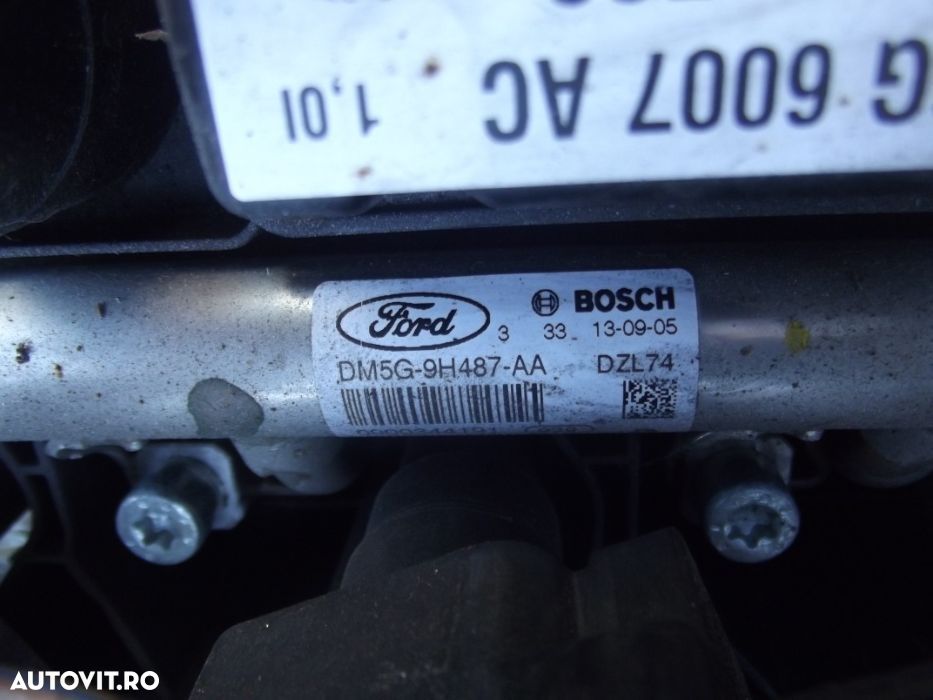 G 6007 AC 1,0l
Ford
BOSCH
3 33 13-09-05
DM5G-9H487-AA DZL74
AUTOVIT.RO